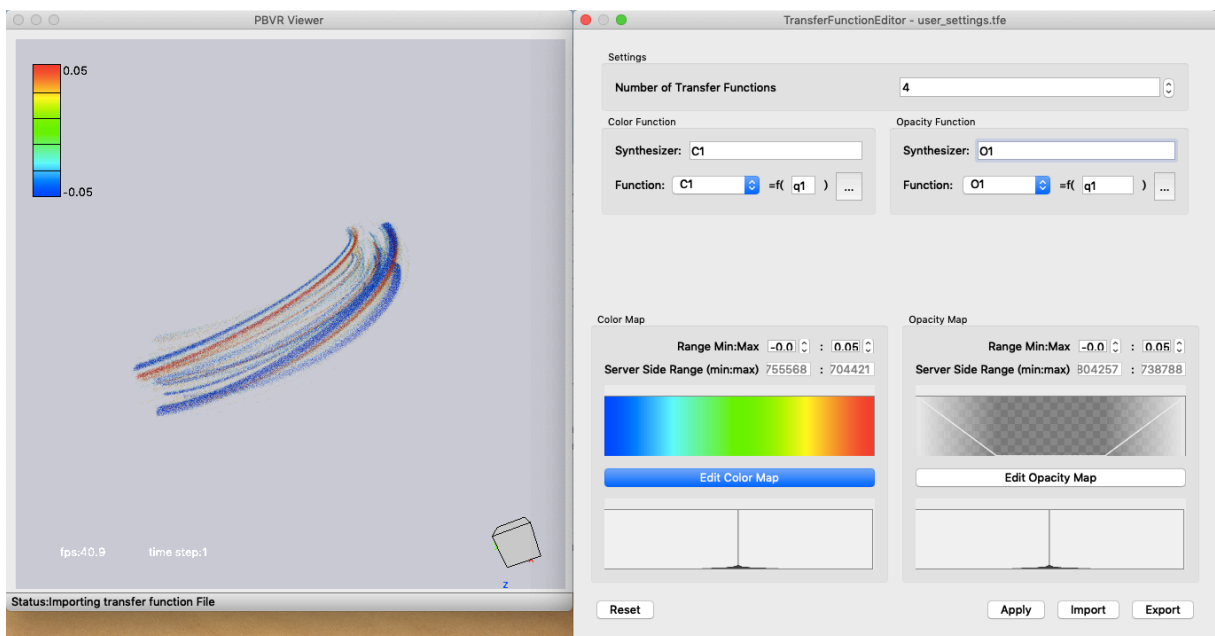 PBVR Viewer
0.05
-0.05
fps:40.9 time step:1
Z
Status:Importing transfer function File
TransferFunctionEditor - user_settings.tfe
Settings
Number of Transfer Functions 4
Color Function
Synthesizer: C1
Function: C1 =f( q1 ) ...
Opacity Function
Synthesizer: O1
Function: O1 =f( q1 ) ...
Color Map
Range Min:Max -0.0 : 0.05
Server Side Range (min:max) 755568 : 704421
Edit Color Map
Opacity Map
Range Min:Max -0.0 : 0.05
Server Side Range (min:max) 804257 : 738788
Edit Opacity Map
Reset
Apply
Import
Export